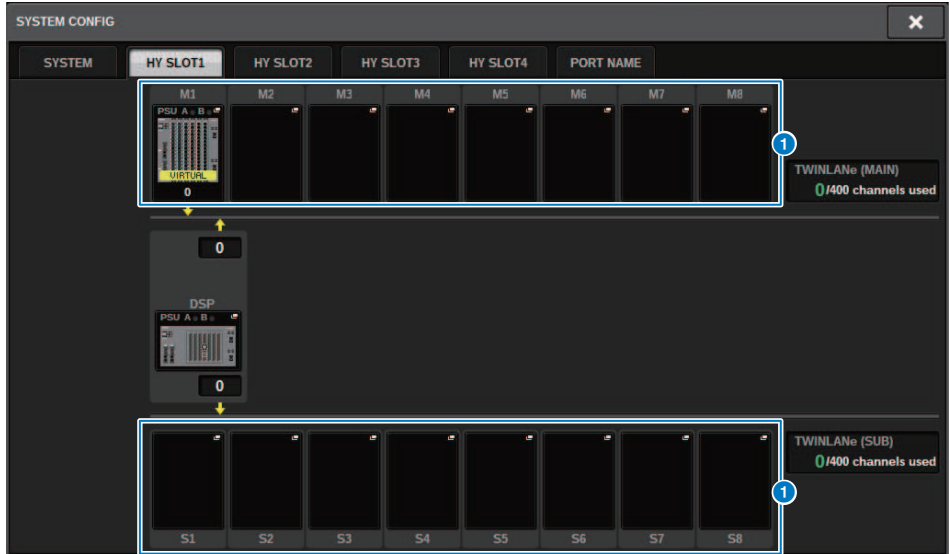 SYSTEM CONFIG
SYSTEM HY SLOT1 HY SLOT2 HY SLOT3 HY SLOT4 PORT NAME
M1 M2 M3 M4 M5 M6 M7 M8
PSU A B
VIRTUAL
0
1
TWINLANe (MAIN)
0/400 channels used
0
DSP
PSU A B
0
TWINLANe (SUB)
0/400 channels used
1
S1 S2 S3 S4 S5 S6 S7 S8